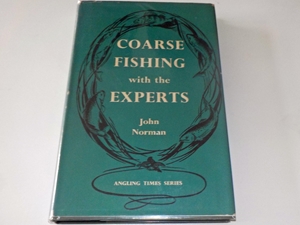 COARSE
FISHING
with the
EXPERTS
John
Norman
ANGLING TIMES SERIES